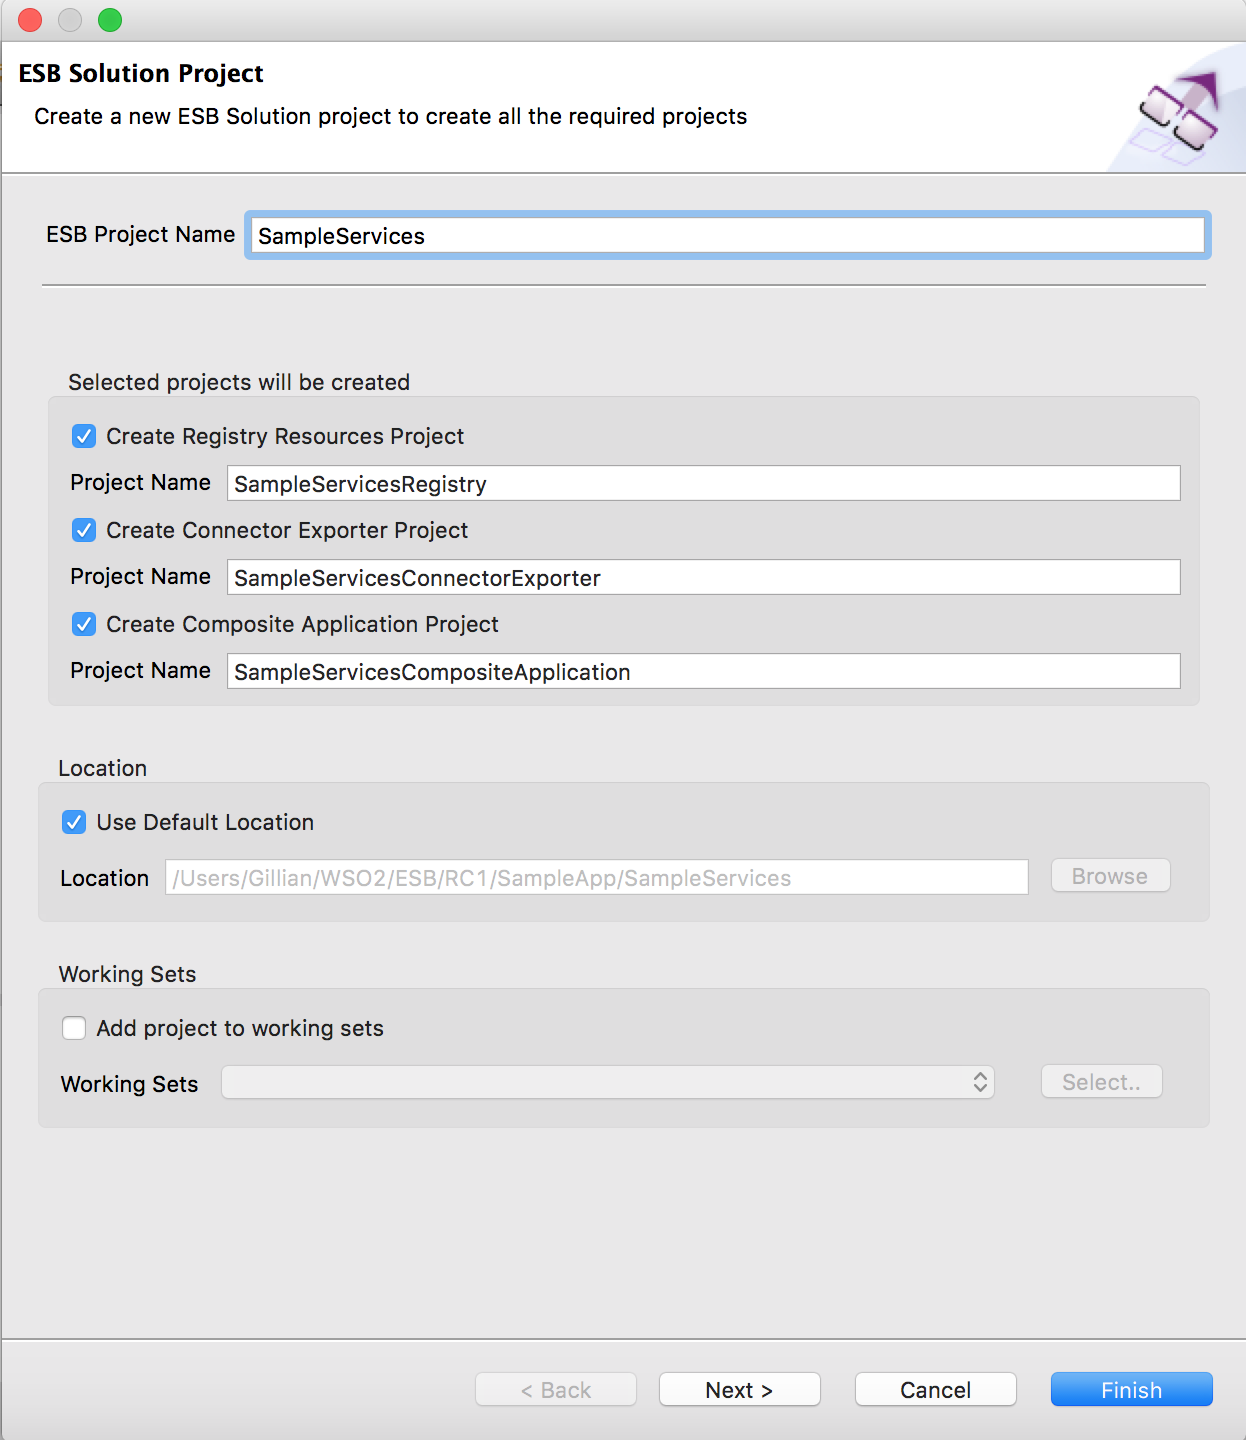 ESB Solution Project
Create a new ESB Solution project to create all the required projects
ESB Project Name SampleServices
Selected projects will be created
Create Registry Resources Project
Project Name SampleServicesRegistry
Create Connector Exporter Project
Project Name SampleServicesConnectorExporter
Create Composite Application Project
Project Name SampleServicesCompositeApplication
Location
Use Default Location
Location /Users/Gillian/WSO2/ESB/RC1/SampleApp/SampleServices Browse
Working Sets
Add project to working sets
Working Sets Select..
< Back Next > Cancel Finish